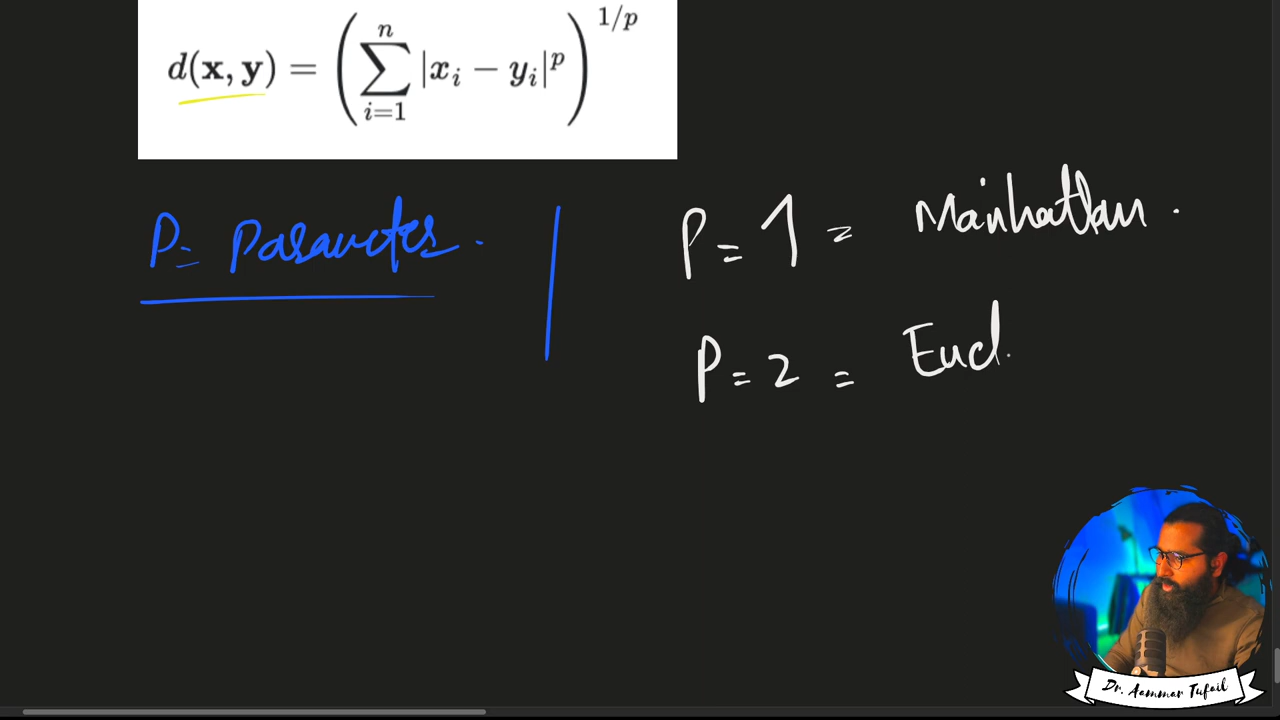 d(x, y) = (∑_{i=1}^{n} |x_i − y_i|^p)^{1/p}
P = Parameter.
P = 1 = Manhattan.
P = 2 = Eucl.
Dr. Aammar Tufail